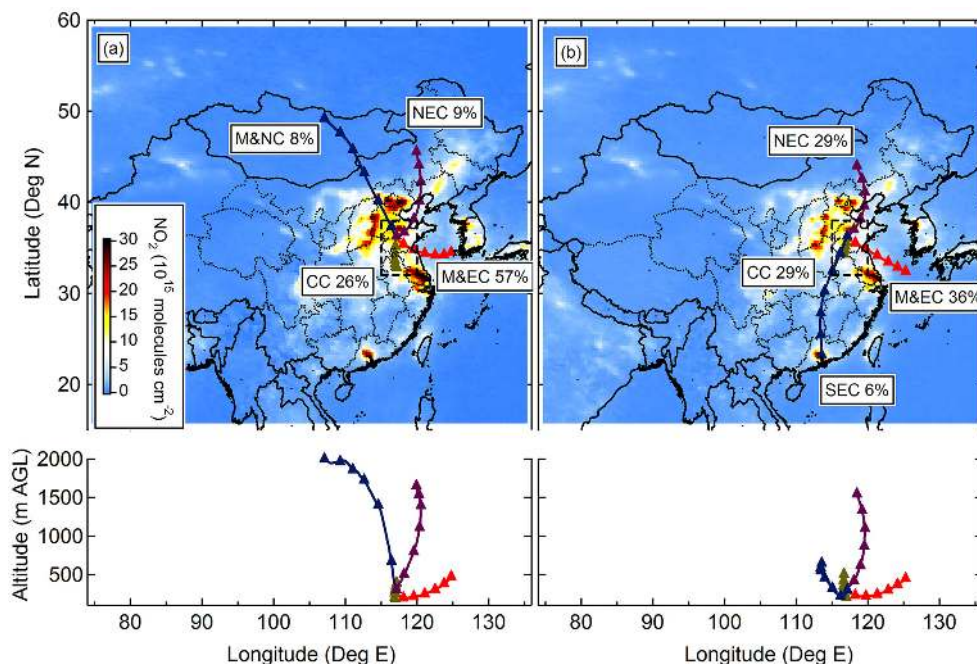 60
50
40
30
20
Latitude (Deg N)
(a)
M&NC 8%
NEC 9%
CC 26%
M&EC 57%
30
25
20
15
10
5
0
NO2 (10^15 molecules cm^-2)
(b)
NEC 29%
CC 29%
M&EC 36%
SEC 6%
2000
1500
1000
500
Altitude (m AGL)
80 90 100 110 120 130
80 90 100 110 120 130
Longitude (Deg E)
Longitude (Deg E)